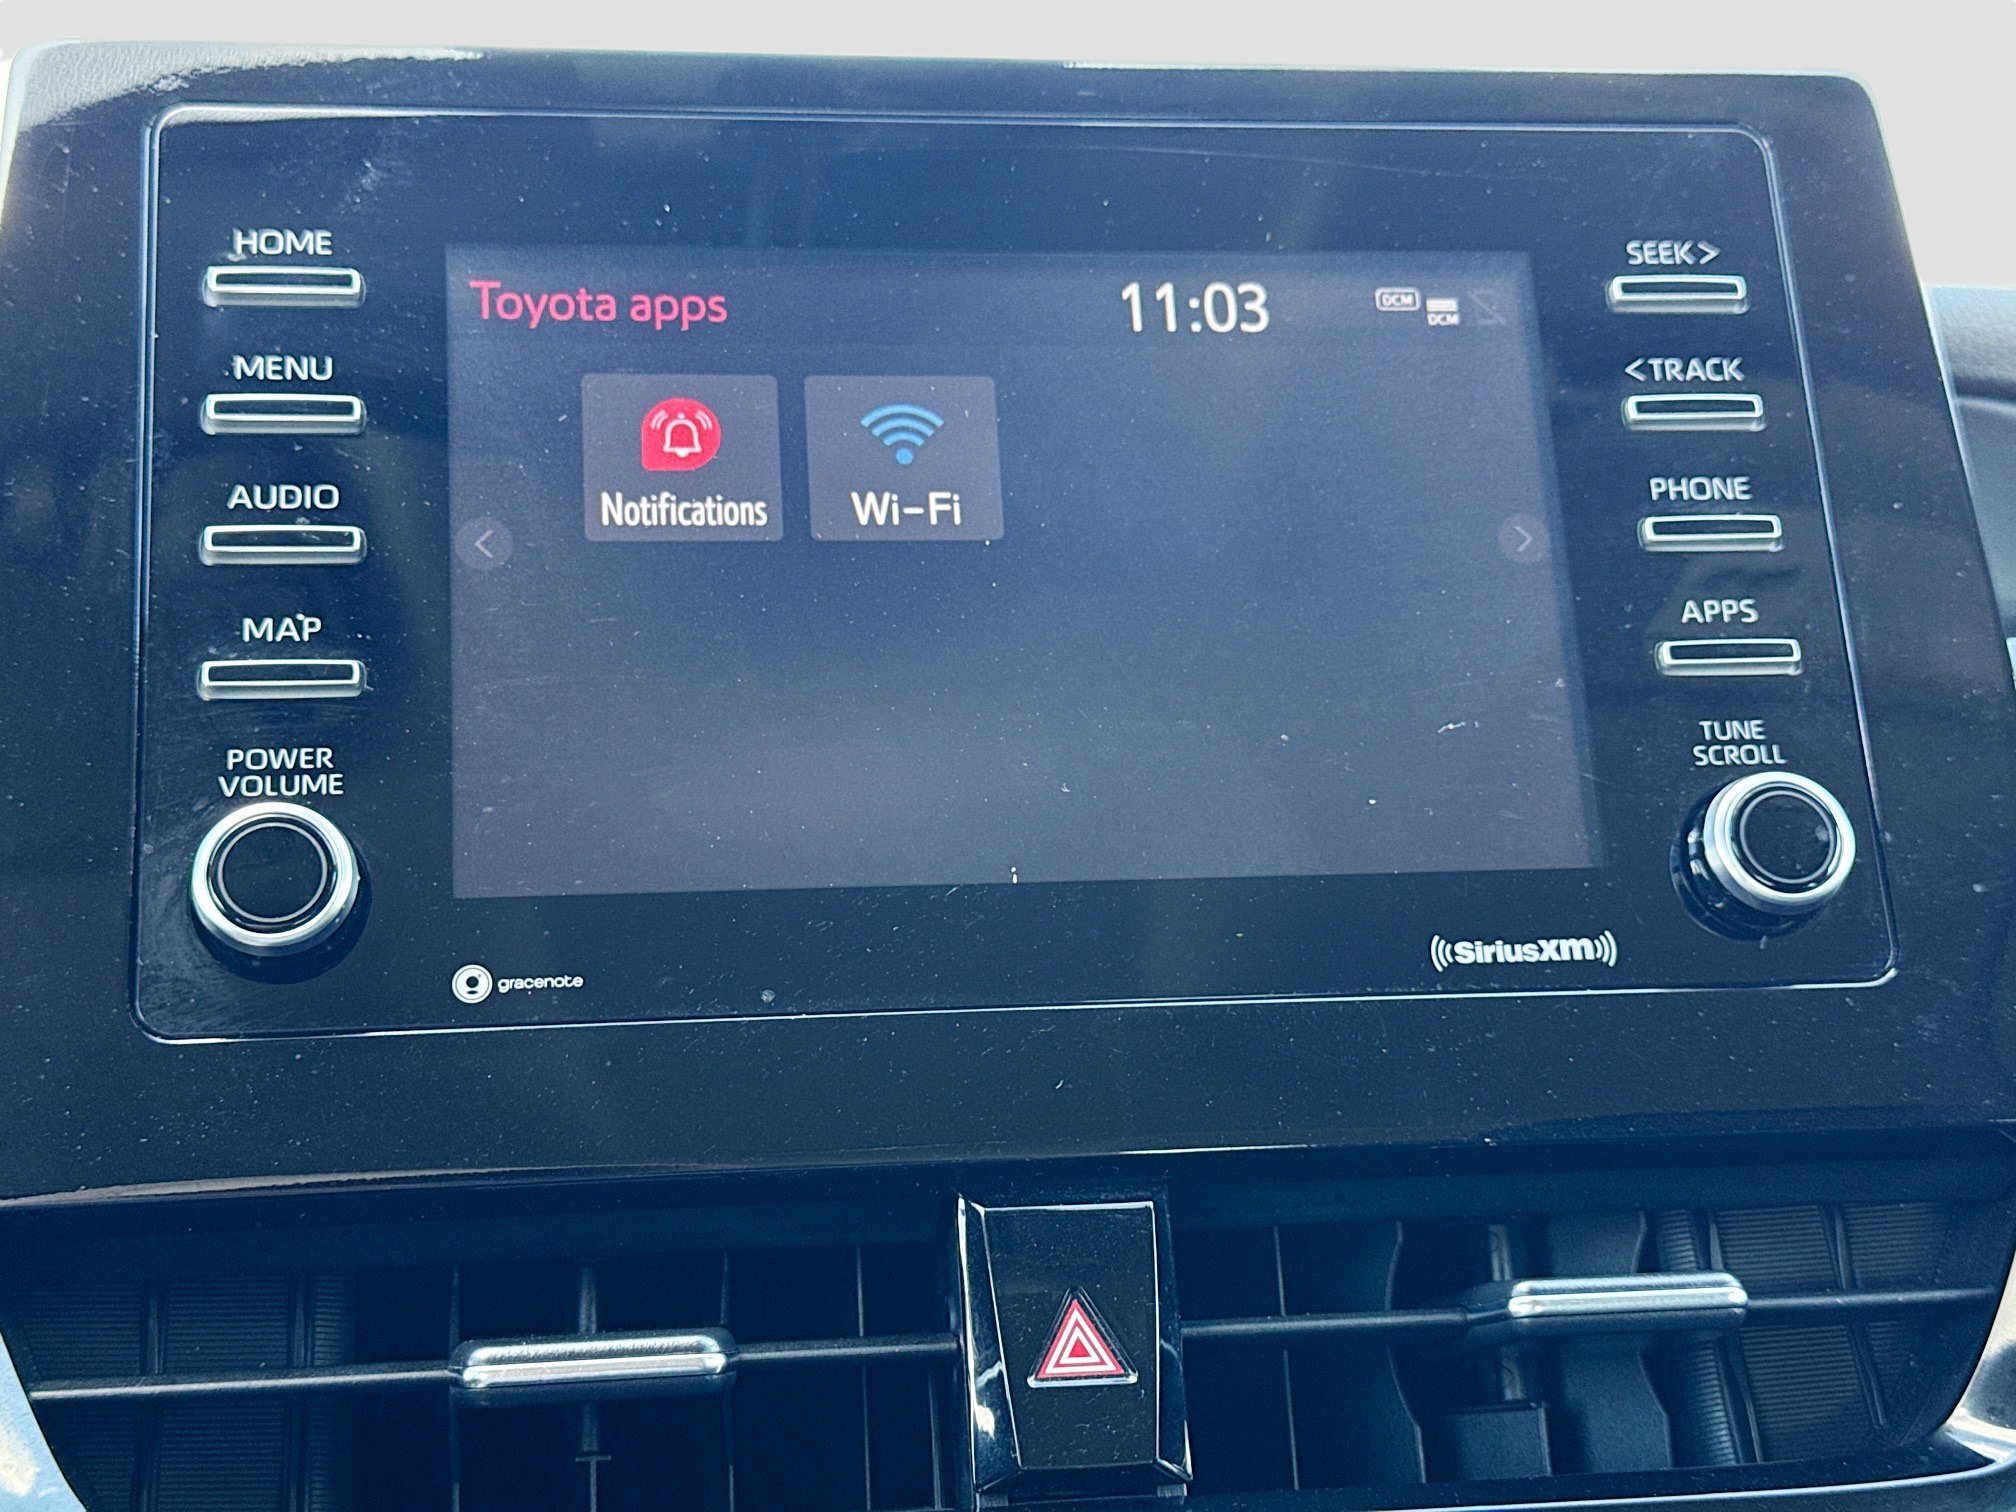 HOME
MENU
AUDIO
MAP
POWER
VOLUME
Toyota apps
11:03
DCM
DCM
Notifications
Wi-Fi
SEEK>
<TRACK
PHONE
APPS
TUNE
SCROLL
gracenote
SiriusXM